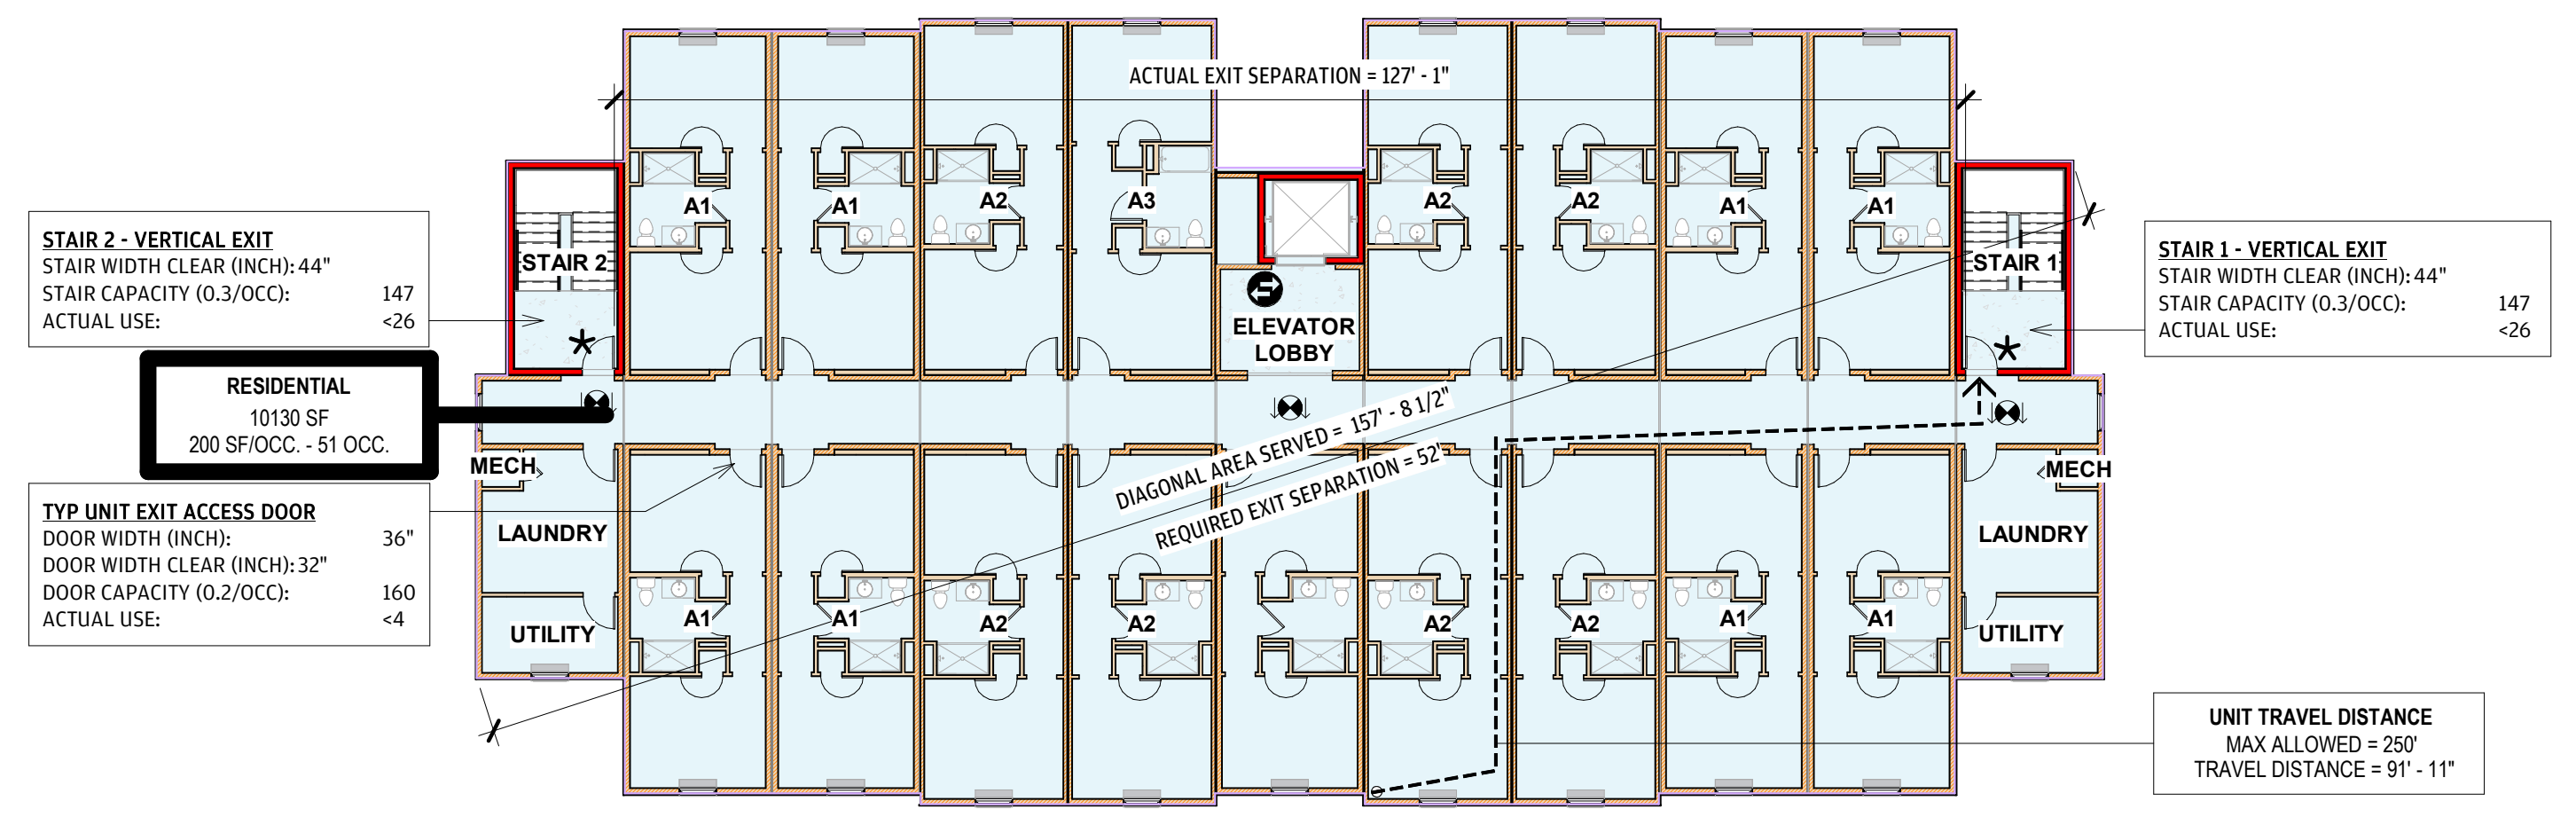 ACTUAL EXIT SEPARATION = 127' - 1"
A1
A1
A2
A3
A2
A2
A1
A1
STAIR 2 - VERTICAL EXIT
STAIR WIDTH CLEAR (INCH): 44"
STAIR CAPACITY (0.3/OCC): 147
ACTUAL USE: <26
STAIR 2
STAIR 1
STAIR 1 - VERTICAL EXIT
STAIR WIDTH CLEAR (INCH): 44"
STAIR CAPACITY (0.3/OCC): 147
ACTUAL USE: <26
ELEVATOR
LOBBY
RESIDENTIAL
10130 SF
200 SF/OCC. - 51 OCC.
DIAGONAL AREA SERVED = 157' - 8 1/2"
REQUIRED EXIT SEPARATION = 52'
MECH
MECH
TYP UNIT EXIT ACCESS DOOR
DOOR WIDTH (INCH): 36"
DOOR WIDTH CLEAR (INCH): 32"
DOOR CAPACITY (0.2/OCC): 160
ACTUAL USE: <4
LAUNDRY
LAUNDRY
UTILITY
A1
A1
A2
A2
A2
A2
A1
A1
UTILITY
UNIT TRAVEL DISTANCE
MAX ALLOWED = 250'
TRAVEL DISTANCE = 91' - 11"